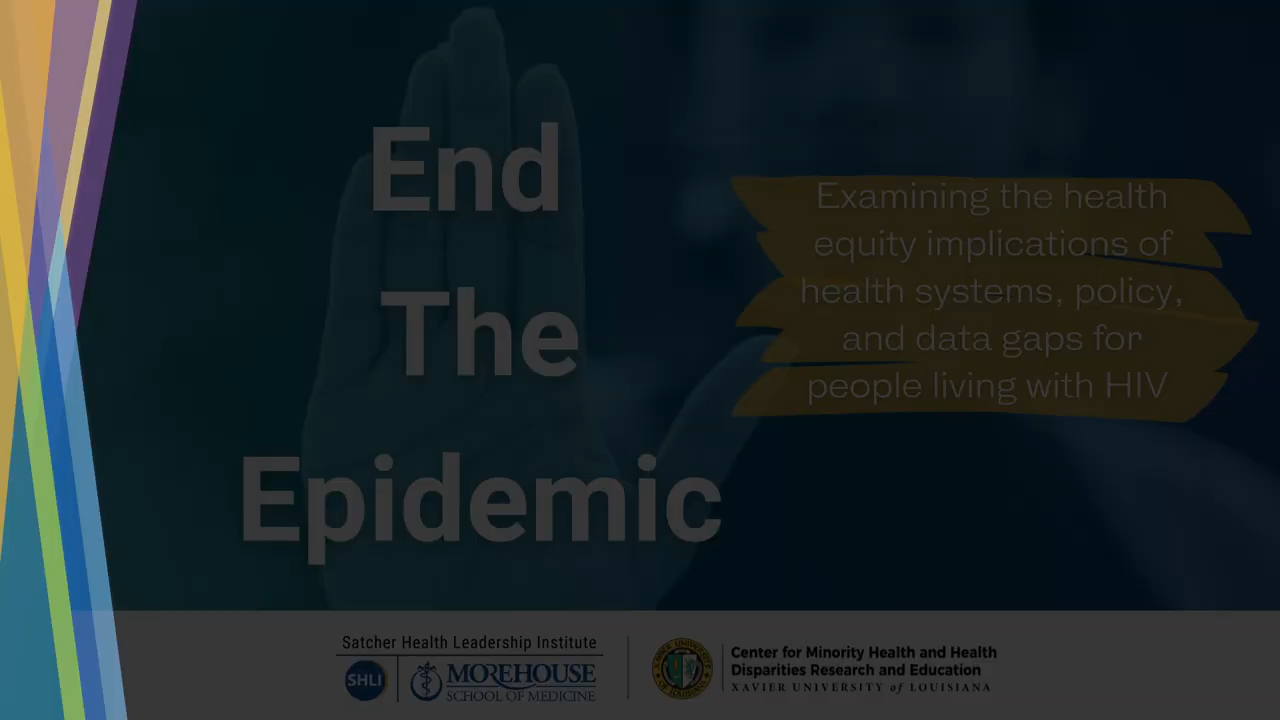 End
The
Epidemic
Examining the health
equity implications of
health systems, policy,
and data gaps for
people living with HIV
Satcher Health Leadership Institute
SHLI
MOREHOUSE
SCHOOL OF MEDICINE
Center for Minority Health and Health
Disparities Research and Education
XAVIER UNIVERSITY of LOUISIANA